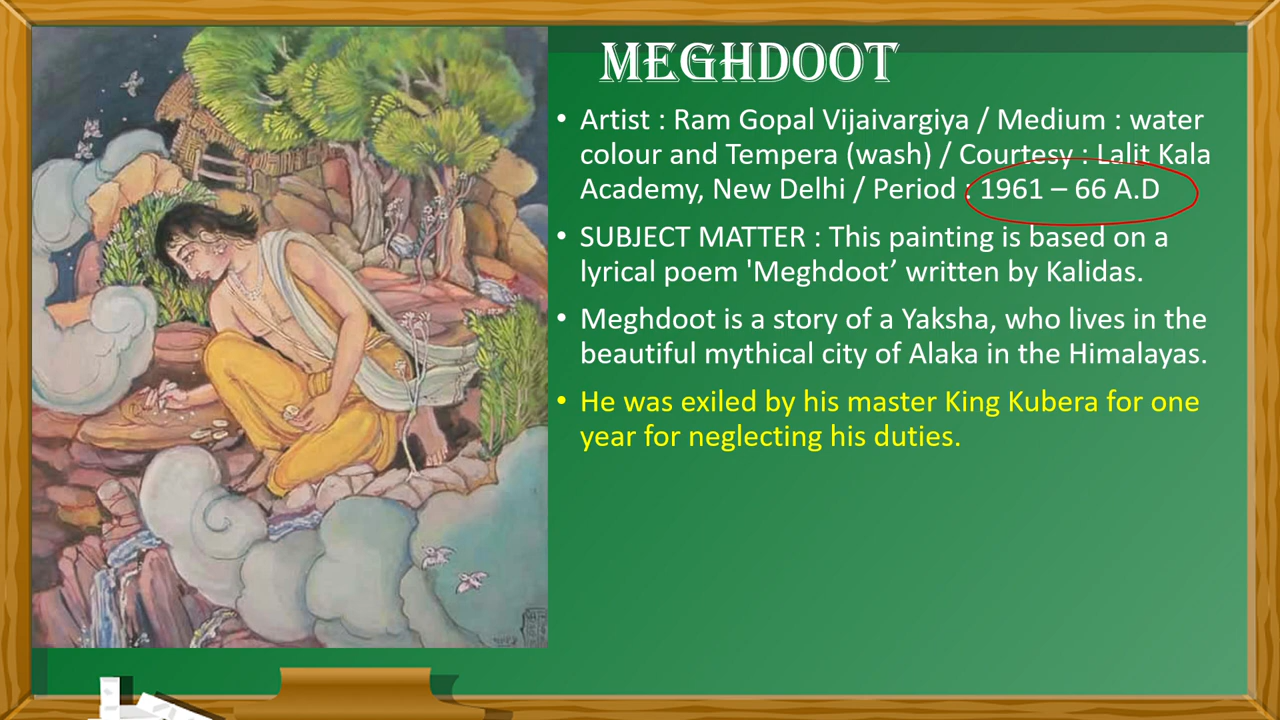 MEGHDOOT
• Artist : Ram Gopal Vijaivargiya / Medium : water
colour and Tempera (wash) / Courtesy : Lalit Kala
Academy, New Delhi / Period : 1961 – 66 A.D
• SUBJECT MATTER : This painting is based on a
lyrical poem 'Meghdoot’ written by Kalidas.
• Meghdoot is a story of a Yaksha, who lives in the
beautiful mythical city of Alaka in the Himalayas.
• He was exiled by his master King Kubera for one
year for neglecting his duties.